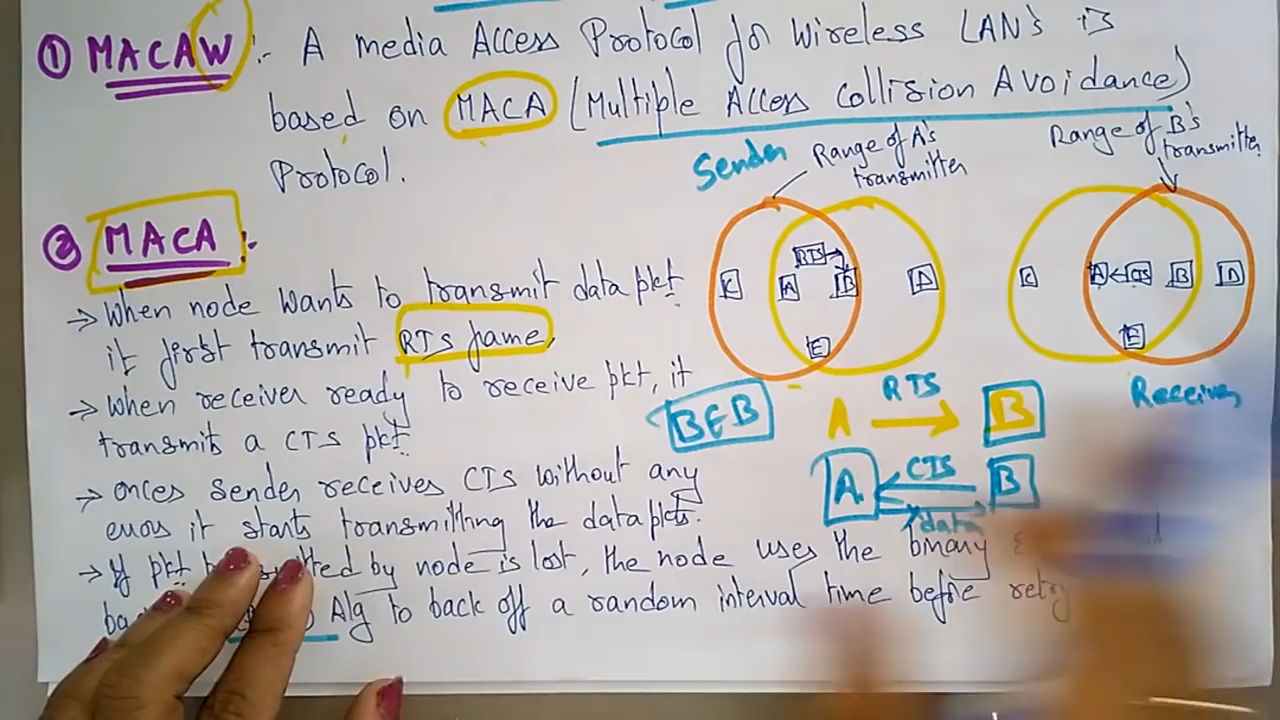 ① MACAW :- A media Access Protocol for Wireless LAN's is
based on MACA (Multiple Access Collision Avoidance)
Protocol.
② MACA :-
→ When node wants to transmit data pkt
it first transmit RTS fame,
→ When receiver ready to receive pkt, it
transmits a CTS pkt.
→ onces sender receives CTS without any
errors it starts transmitting the data pkts.
→ If pkt by node is lost, the node uses the binary
Alg to back off a random interval time before
Sender
Range of A's
transmitter
Range of B's
transmitter
RTS→
C A B D
E
C A ←CTS B D
E
Receiver
BEB
A RTS → B
A CTS B
data